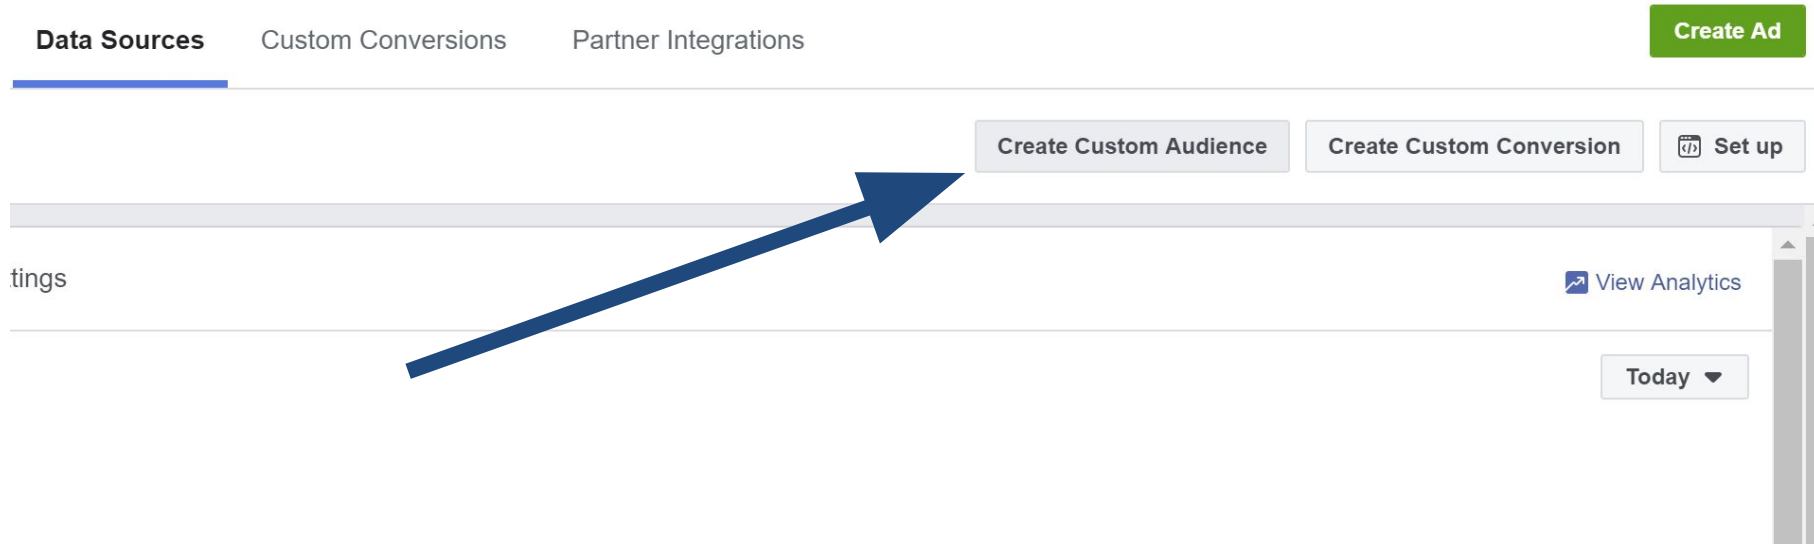 Data Sources Custom Conversions Partner Integrations Create Ad
Create Custom Audience Create Custom Conversion Set up
tings View Analytics
Today